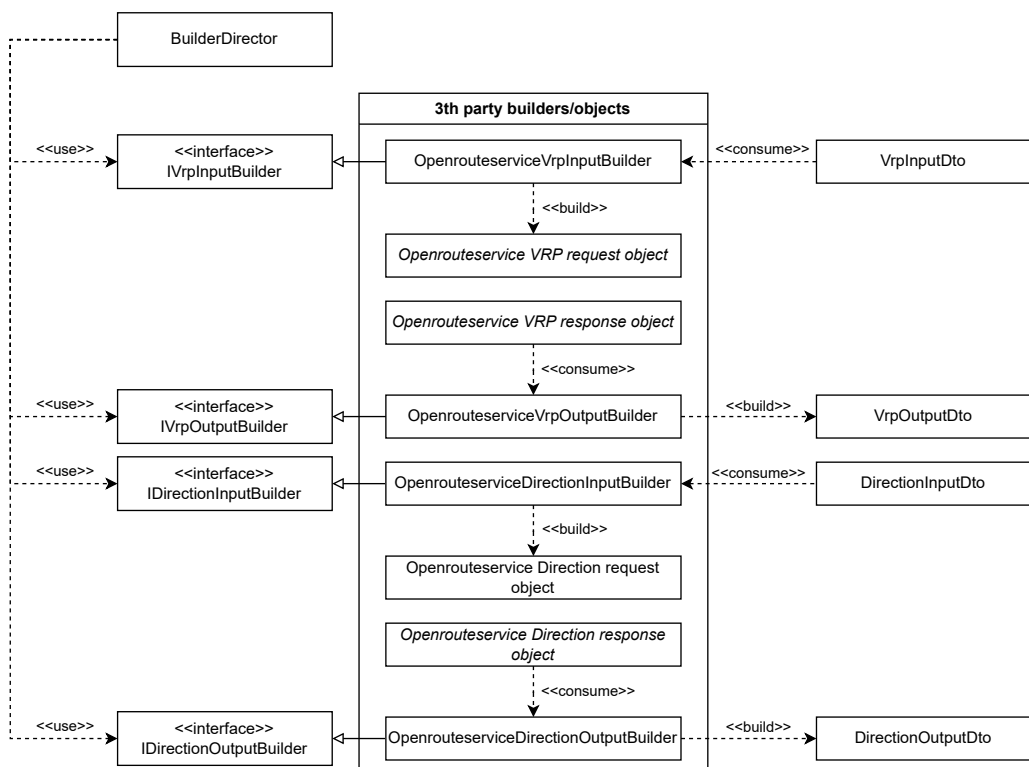 BuilderDirector
3th party builders/objects
<<use>>
<<interface>>
IVrpInputBuilder
OpenrouteserviceVrpInputBuilder
<<consume>>
VrpInputDto
<<build>>
Openrouteservice VRP request object
Openrouteservice VRP response object
<<consume>>
<<use>>
<<interface>>
IVrpOutputBuilder
OpenrouteserviceVrpOutputBuilder
<<build>>
VrpOutputDto
<<use>>
<<interface>>
IDirectionInputBuilder
OpenrouteserviceDirectionInputBuilder
<<consume>>
DirectionInputDto
<<build>>
Openrouteservice Direction request
object
Openrouteservice Direction response
object
<<consume>>
<<use>>
<<interface>>
IDirectionOutputBuilder
OpenrouteserviceDirectionOutputBuilder
<<build>>
DirectionOutputDto